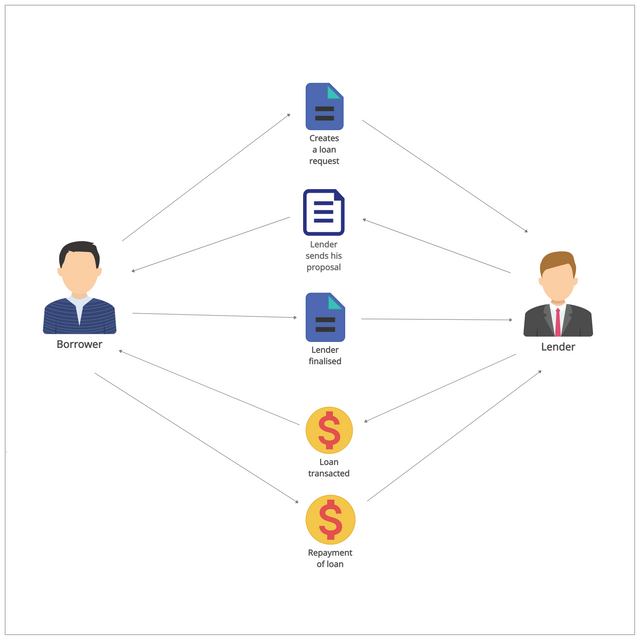 Creates
a loan
request
Lender
sends his
proposal
Borrower
Lender
Lender
finalised
Loan
transacted
Repayment
of loan